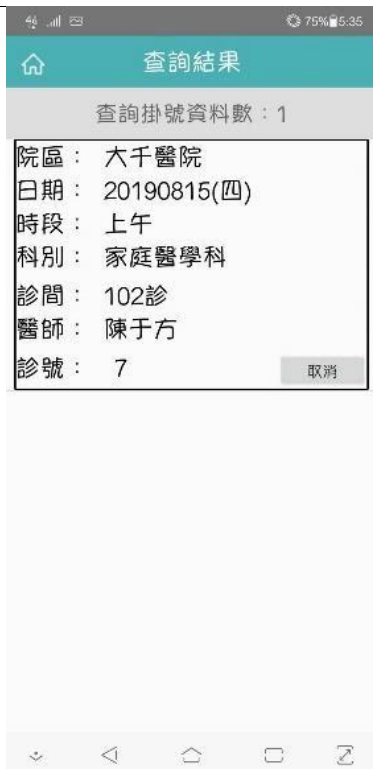 75% 5:35
查詢結果
查詢掛號資料數：1
院區： 大千醫院
日期： 20190815(四)
時段： 上午
科別： 家庭醫學科
診間： 102診
醫師： 陳于方
診號： 7
取消